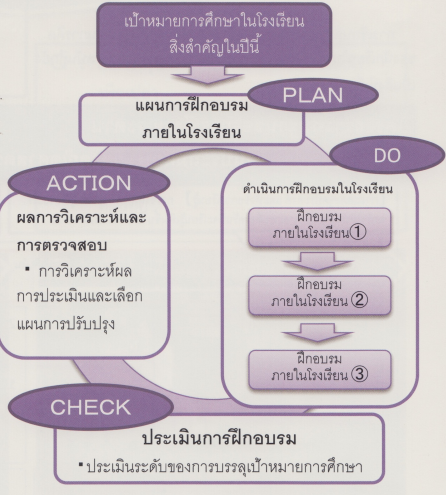 เป้าหมายการศึกษาในโรงเรียน
สิ่งสำคัญในปีนี้
PLAN
แผนการฝึกอบรม
ภายในโรงเรียน
DO
ดำเนินการฝึกอบรมในโรงเรียน
ฝึกอบรม
ภายในโรงเรียน①
ฝึกอบรม
ภายในโรงเรียน ②
ฝึกอบรม
ภายในโรงเรียน ③
CHECK
ประเมินการฝึกอบรม
▪ประเมินระดับของการบรรลุเป้าหมายการศึกษา
ACTION
ผลการวิเคราะห์และ
การตรวจสอบ
▪ การวิเคราะห์ผล
การประเมินและเลือก
แผนการปรับปรุง